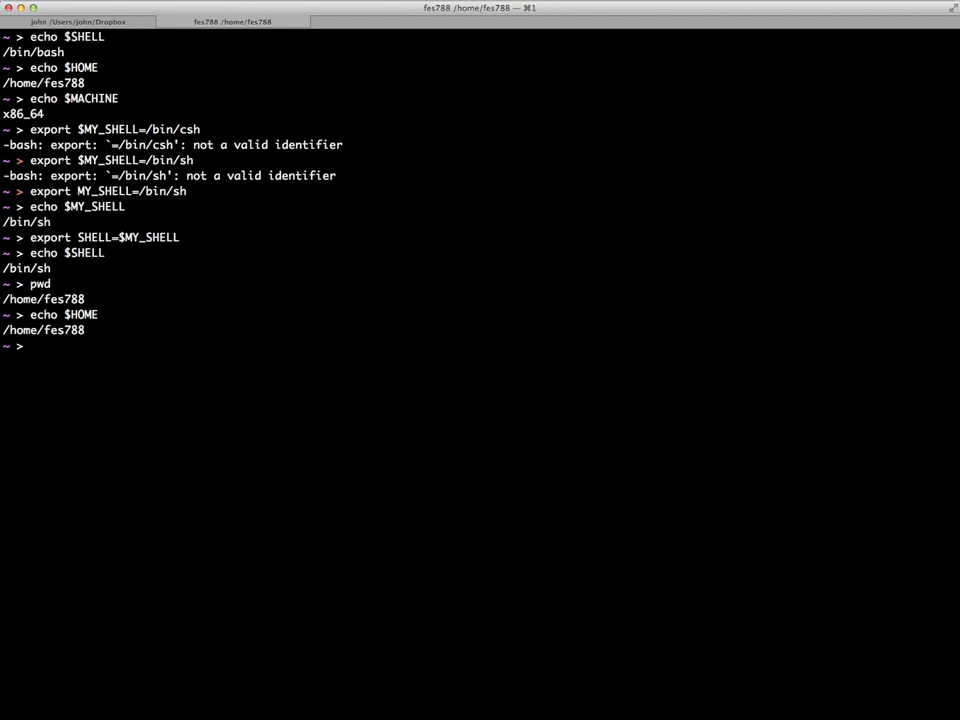 fes788 /home/fes788 — ⌘1
john /Users/john/Dropbox
fes788 /home/fes788
~ > echo $SHELL
/bin/bash
~ > echo $HOME
/home/fes788
~ > echo $MACHINE
x86_64
~ > export $MY_SHELL=/bin/csh
-bash: export: `=/bin/csh': not a valid identifier
~ > export $MY_SHELL=/bin/sh
-bash: export: `=/bin/sh': not a valid identifier
~ > export MY_SHELL=/bin/sh
~ > echo $MY_SHELL
/bin/sh
~ > export SHELL=$MY_SHELL
~ > echo $SHELL
/bin/sh
~ > pwd
/home/fes788
~ > echo $HOME
/home/fes788
~ >